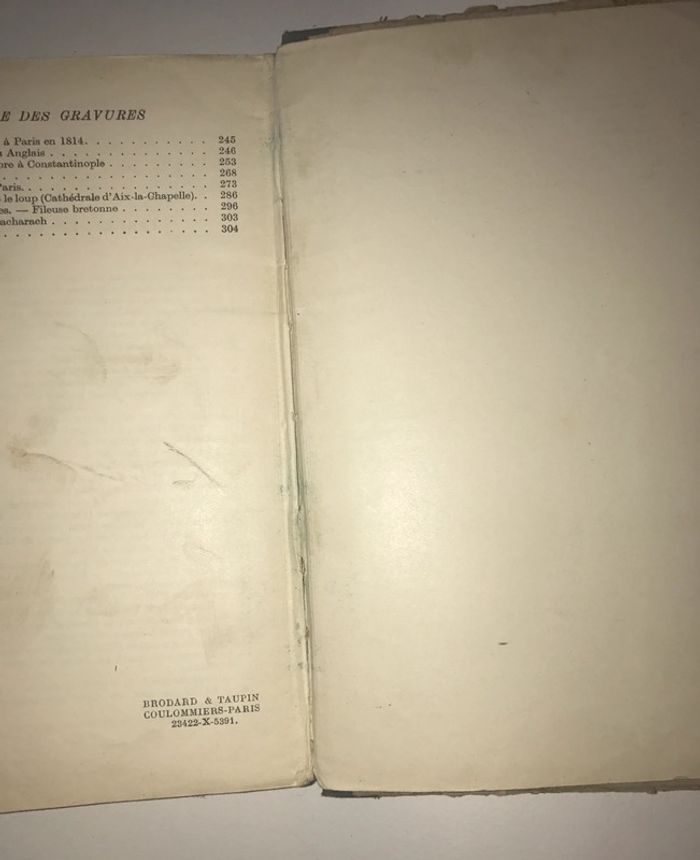 E DES GRAVURES
à Paris en 1814. . . . . . . . . . . 245
Anglais . . . . . . . . . . . . . . 246
à Constantinople . . . . . . . . . 253
. . . . . . . . . . . . . . . . . . 268
Paris. . . . . . . . . . . . . . . . 273
le loup (Cathédrale d'Aix-la-Chapelle). . 286
es. — Fileuse bretonne . . . . . . . . 296
acharach . . . . . . . . . . . . . . 303
. . . . . . . . . . . . . . . . . . 304
BRODARD & TAUPIN
COULOMMIERS-PARIS
23422-X-5391.